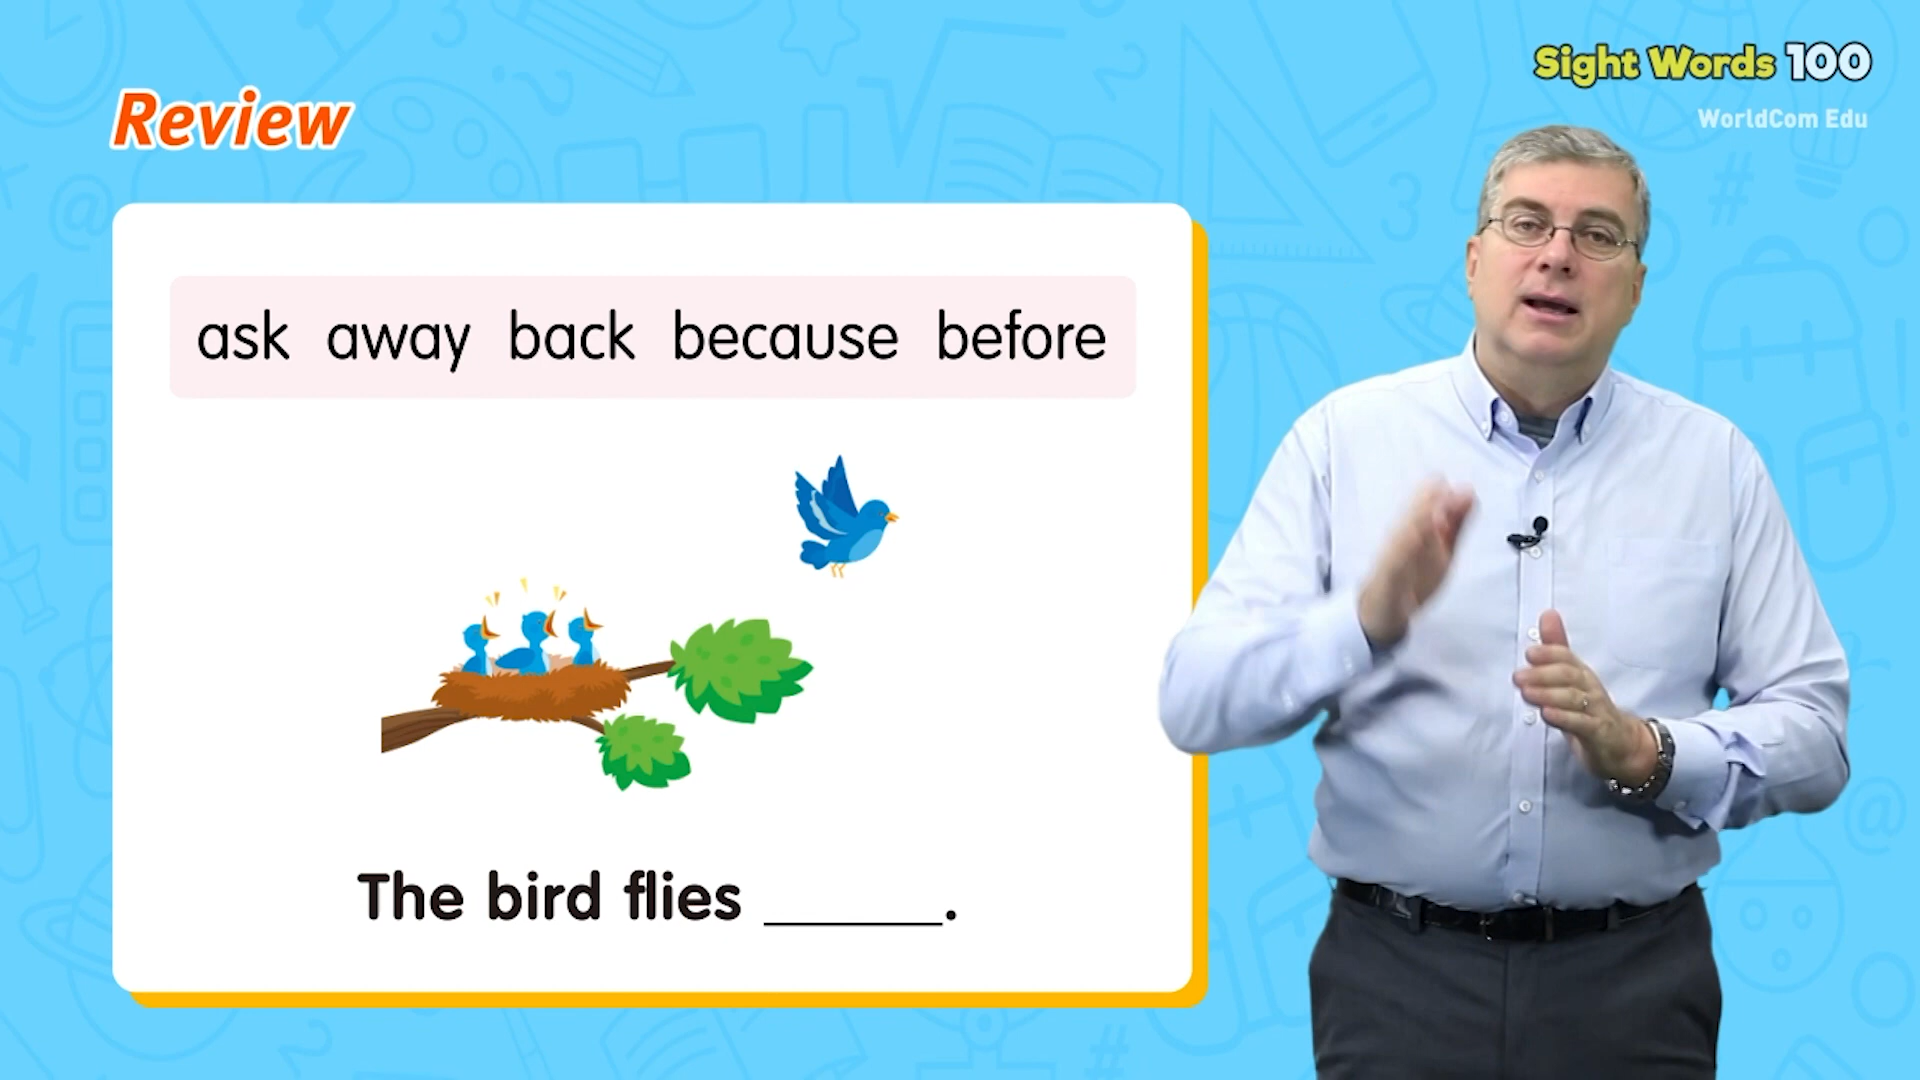 Sight Words 100
WorldCom Edu
Review
ask away back because before
The bird flies ______.